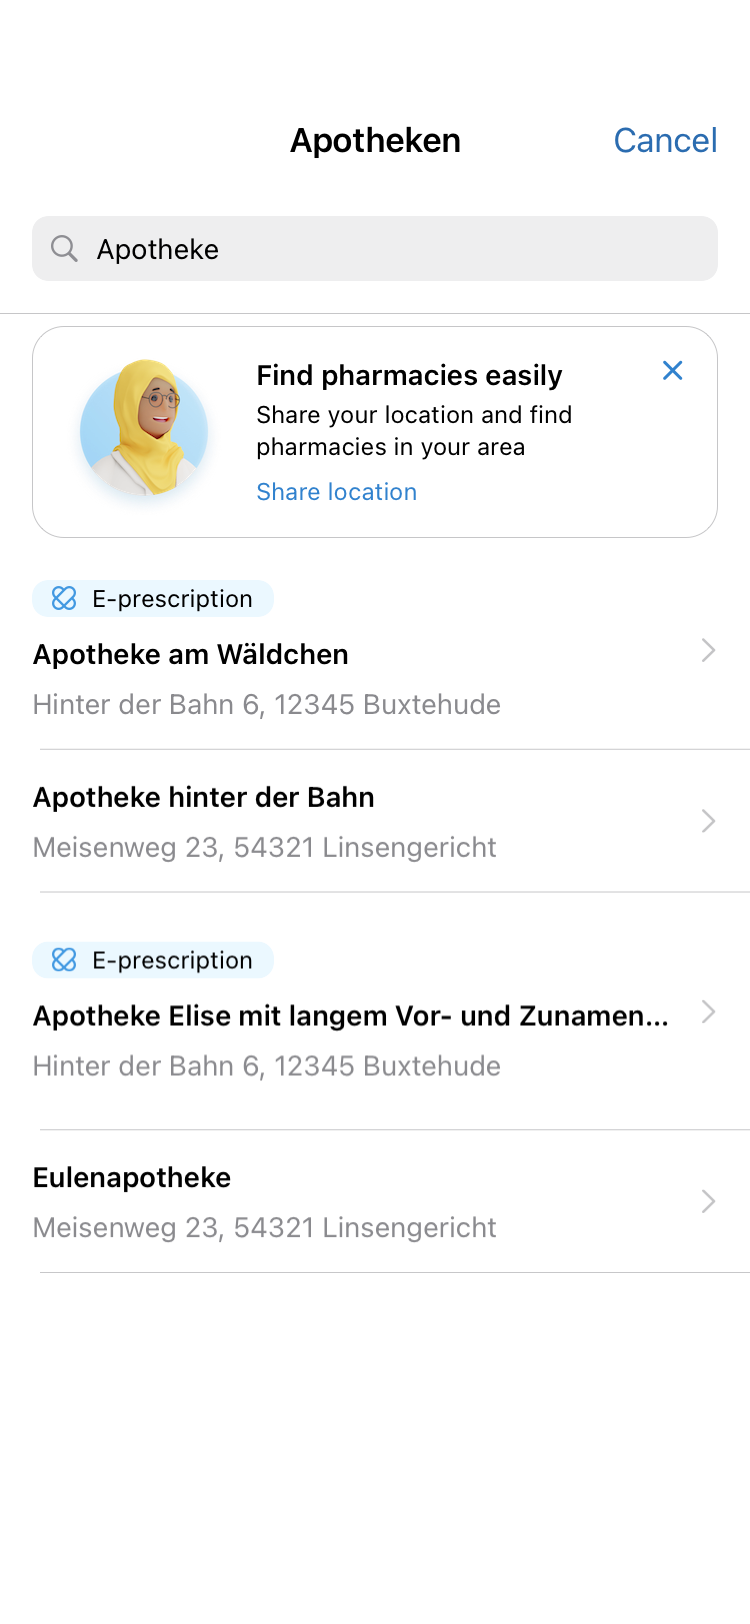 Apotheken
Cancel
Apotheke
Find pharmacies easily
Share your location and find
pharmacies in your area
Share location
E-prescription
Apotheke am Wäldchen
Hinter der Bahn 6, 12345 Buxtehude
Apotheke hinter der Bahn
Meisenweg 23, 54321 Linsengericht
E-prescription
Apotheke Elise mit langem Vor- und Zunamen...
Hinter der Bahn 6, 12345 Buxtehude
Eulenapotheke
Meisenweg 23, 54321 Linsengericht